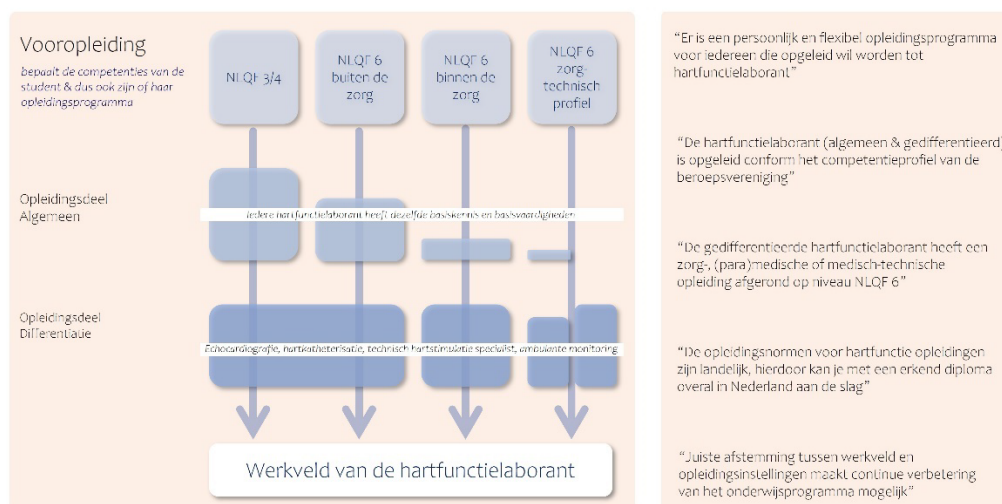 Vooropleiding
bepaalt de competenties van de
student & dus ook zijn of haar
opleidingsprogramma
NLQF 3/4
NLQF 6
buiten de
zorg
NLQF 6
binnen de
zorg
NLQF 6
zorg-
technisch
profiel
Opleidingsdeel
Algemeen
Iedere hartfunctielaborant heeft dezelfde basiskennis en basisvaardigheden
Opleidingsdeel
Differentiatie
Echocardiografie, hartkatheterisatie, technisch hartstimulatie specialist, ambulante monitoring
Werkveld van de hartfunctielaborant
“Er is een persoonlijk en flexibel opleidingsprogramma
voor iedereen die opgeleid wil worden tot
hartfunctielaborant”
“De hartfunctielaborant (algemeen & gedifferentieerd)
is opgeleid conform het competentieprofiel van de
beroepsvereniging”
“De gedifferentieerde hartfunctielaborant heeft een
zorg-, (para)medische of medisch-technische
opleiding afgerond op niveau NLQF 6”
“De opleidingsnormen voor hartfunctie opleidingen
zijn landelijk, hierdoor kan je met een erkend diploma
overal in Nederland aan de slag”
“Juiste afstemming tussen werkveld en
opleidingsinstellingen maakt continue verbetering
van het onderwijsprogramma mogelijk”